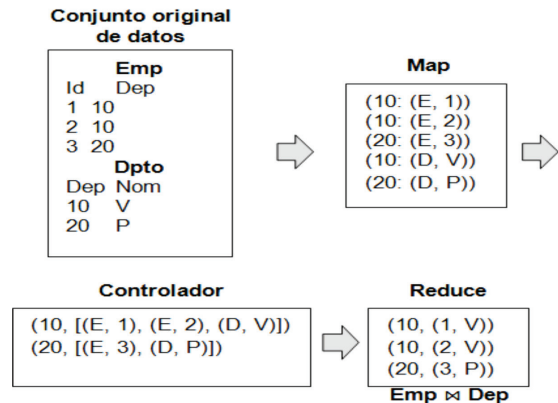 Conjunto original
de datos
Emp
Id Dep
1 10
2 10
3 20
Dpto
Dep Nom
10 V
20 P
Map
(10: (E, 1))
(10: (E, 2))
(20: (E, 3))
(10: (D, V))
(20: (D, P))
Controlador
(10, [(E, 1), (E, 2), (D, V)])
(20, [(E, 3), (D, P)])
Reduce
(10, (1, V))
(10, (2, V))
(20, (3, P))
Emp ⋈ Dep